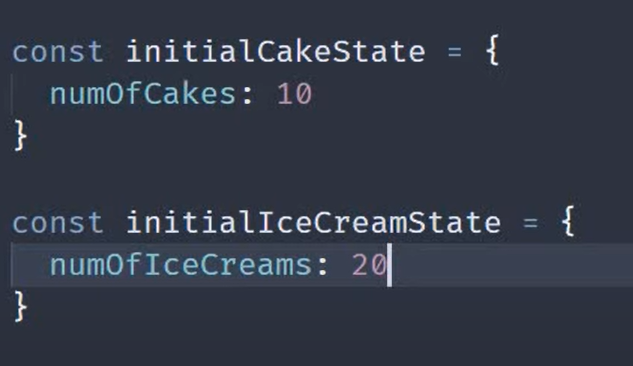 const initialCakeState = {
  numOfCakes: 10
}
const initialIceCreamState = {
  numOfIceCreams: 20
}